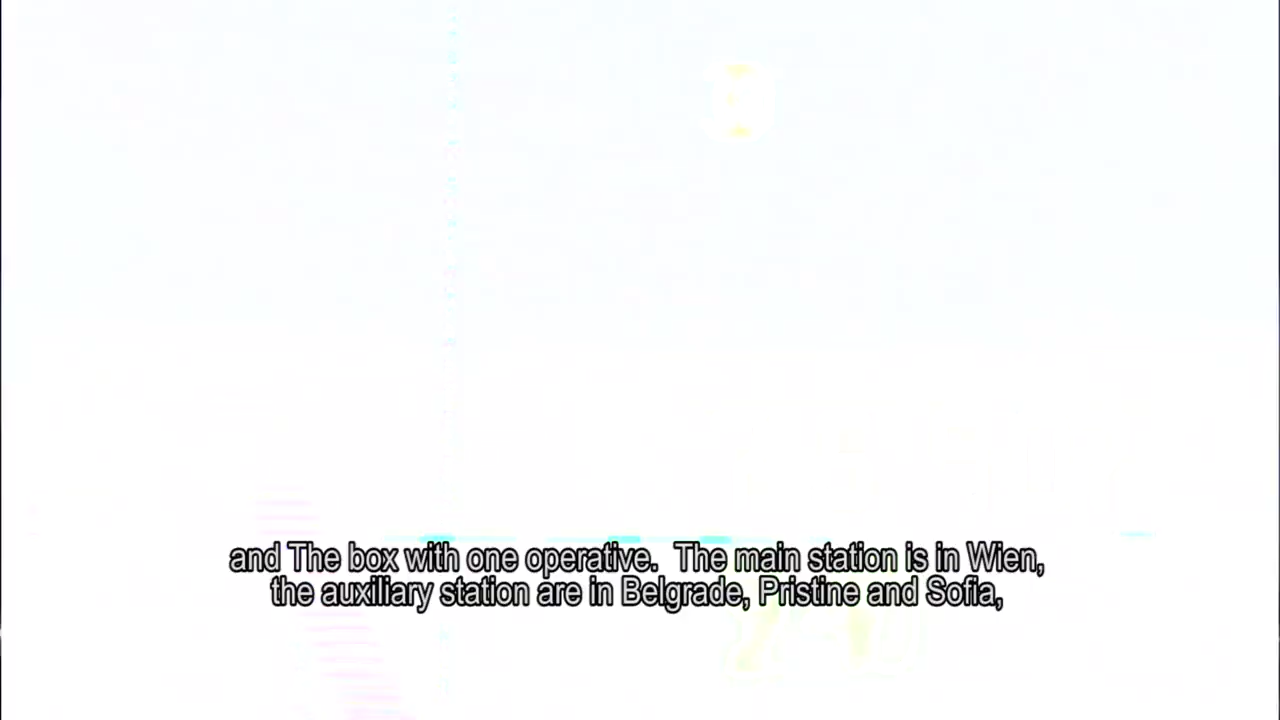 and The box with one operative.  The main station is in Wien,
the auxiliary station are in Belgrade, Pristine and Sofia,